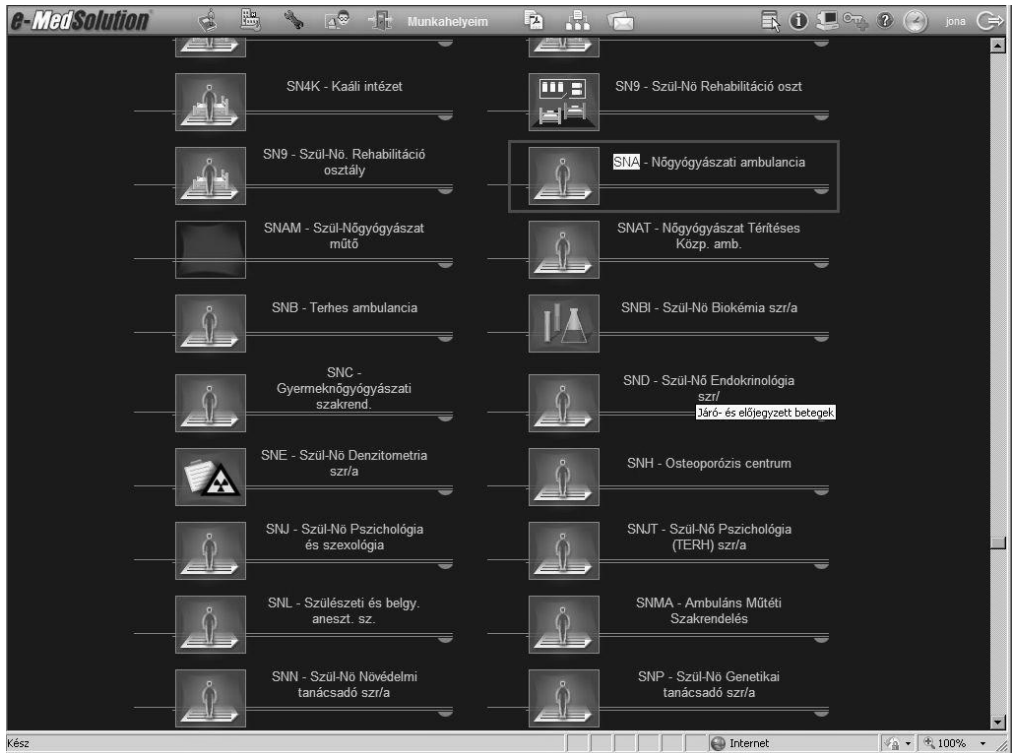 e-MedSolution
Munkahelyeim
jona
SN4K - Kaáli intézet
SN9 - Szül-Nö Rehabilitáció oszt
SN9 - Szül-Nö. Rehabilitáció
osztály
SNA - Nőgyógyászati ambulancia
SNAM - Szül-Nőgyógyászat
műtő
SNAT - Nőgyógyászat Térítéses
Közp. amb.
SNB - Terhes ambulancia
SNBI - Szül-Nö Biokémia szr/a
SNC -
Gyermeknőgyógyászati
szakrend.
SND - Szül-Nő Endokrinológia
szr/
Járó- és előjegyzett betegek
SNE - Szül-Nö Denzitometria
szr/a
SNH - Osteoporózis centrum
SNJ - Szül-Nö Pszichológia
és szexológia
SNJT - Szül-Nő Pszichológia
(TERH) szr/a
SNL - Szülészeti és belgy.
aneszt. sz.
SNMA - Ambuláns Műtéti
Szakrendelés
SNN - Szül-Nö Növédelmi
tanácsadó szr/a
SNP - Szül-Nö Genetikai
tanácsadó szr/a
Kész
Internet
100%